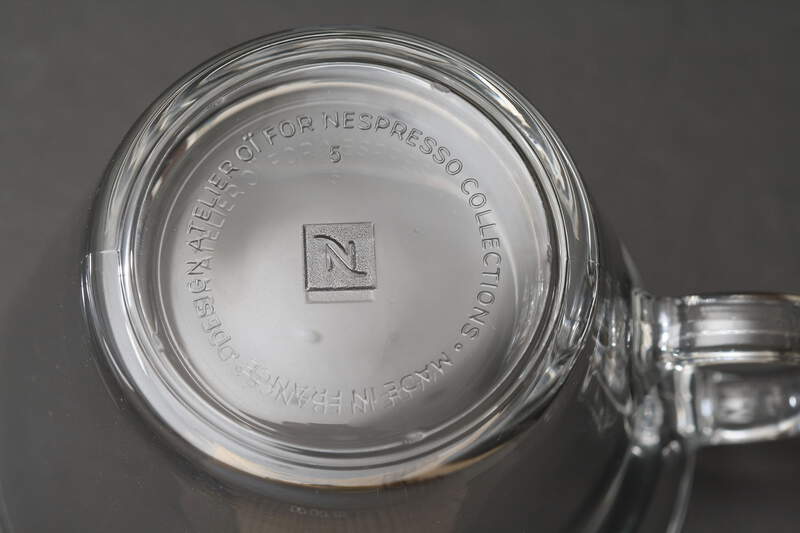 DESIGN ATELIER OÏ FOR NESPRESSO COLLECTIONS • MADE IN FRANCE •
5
N